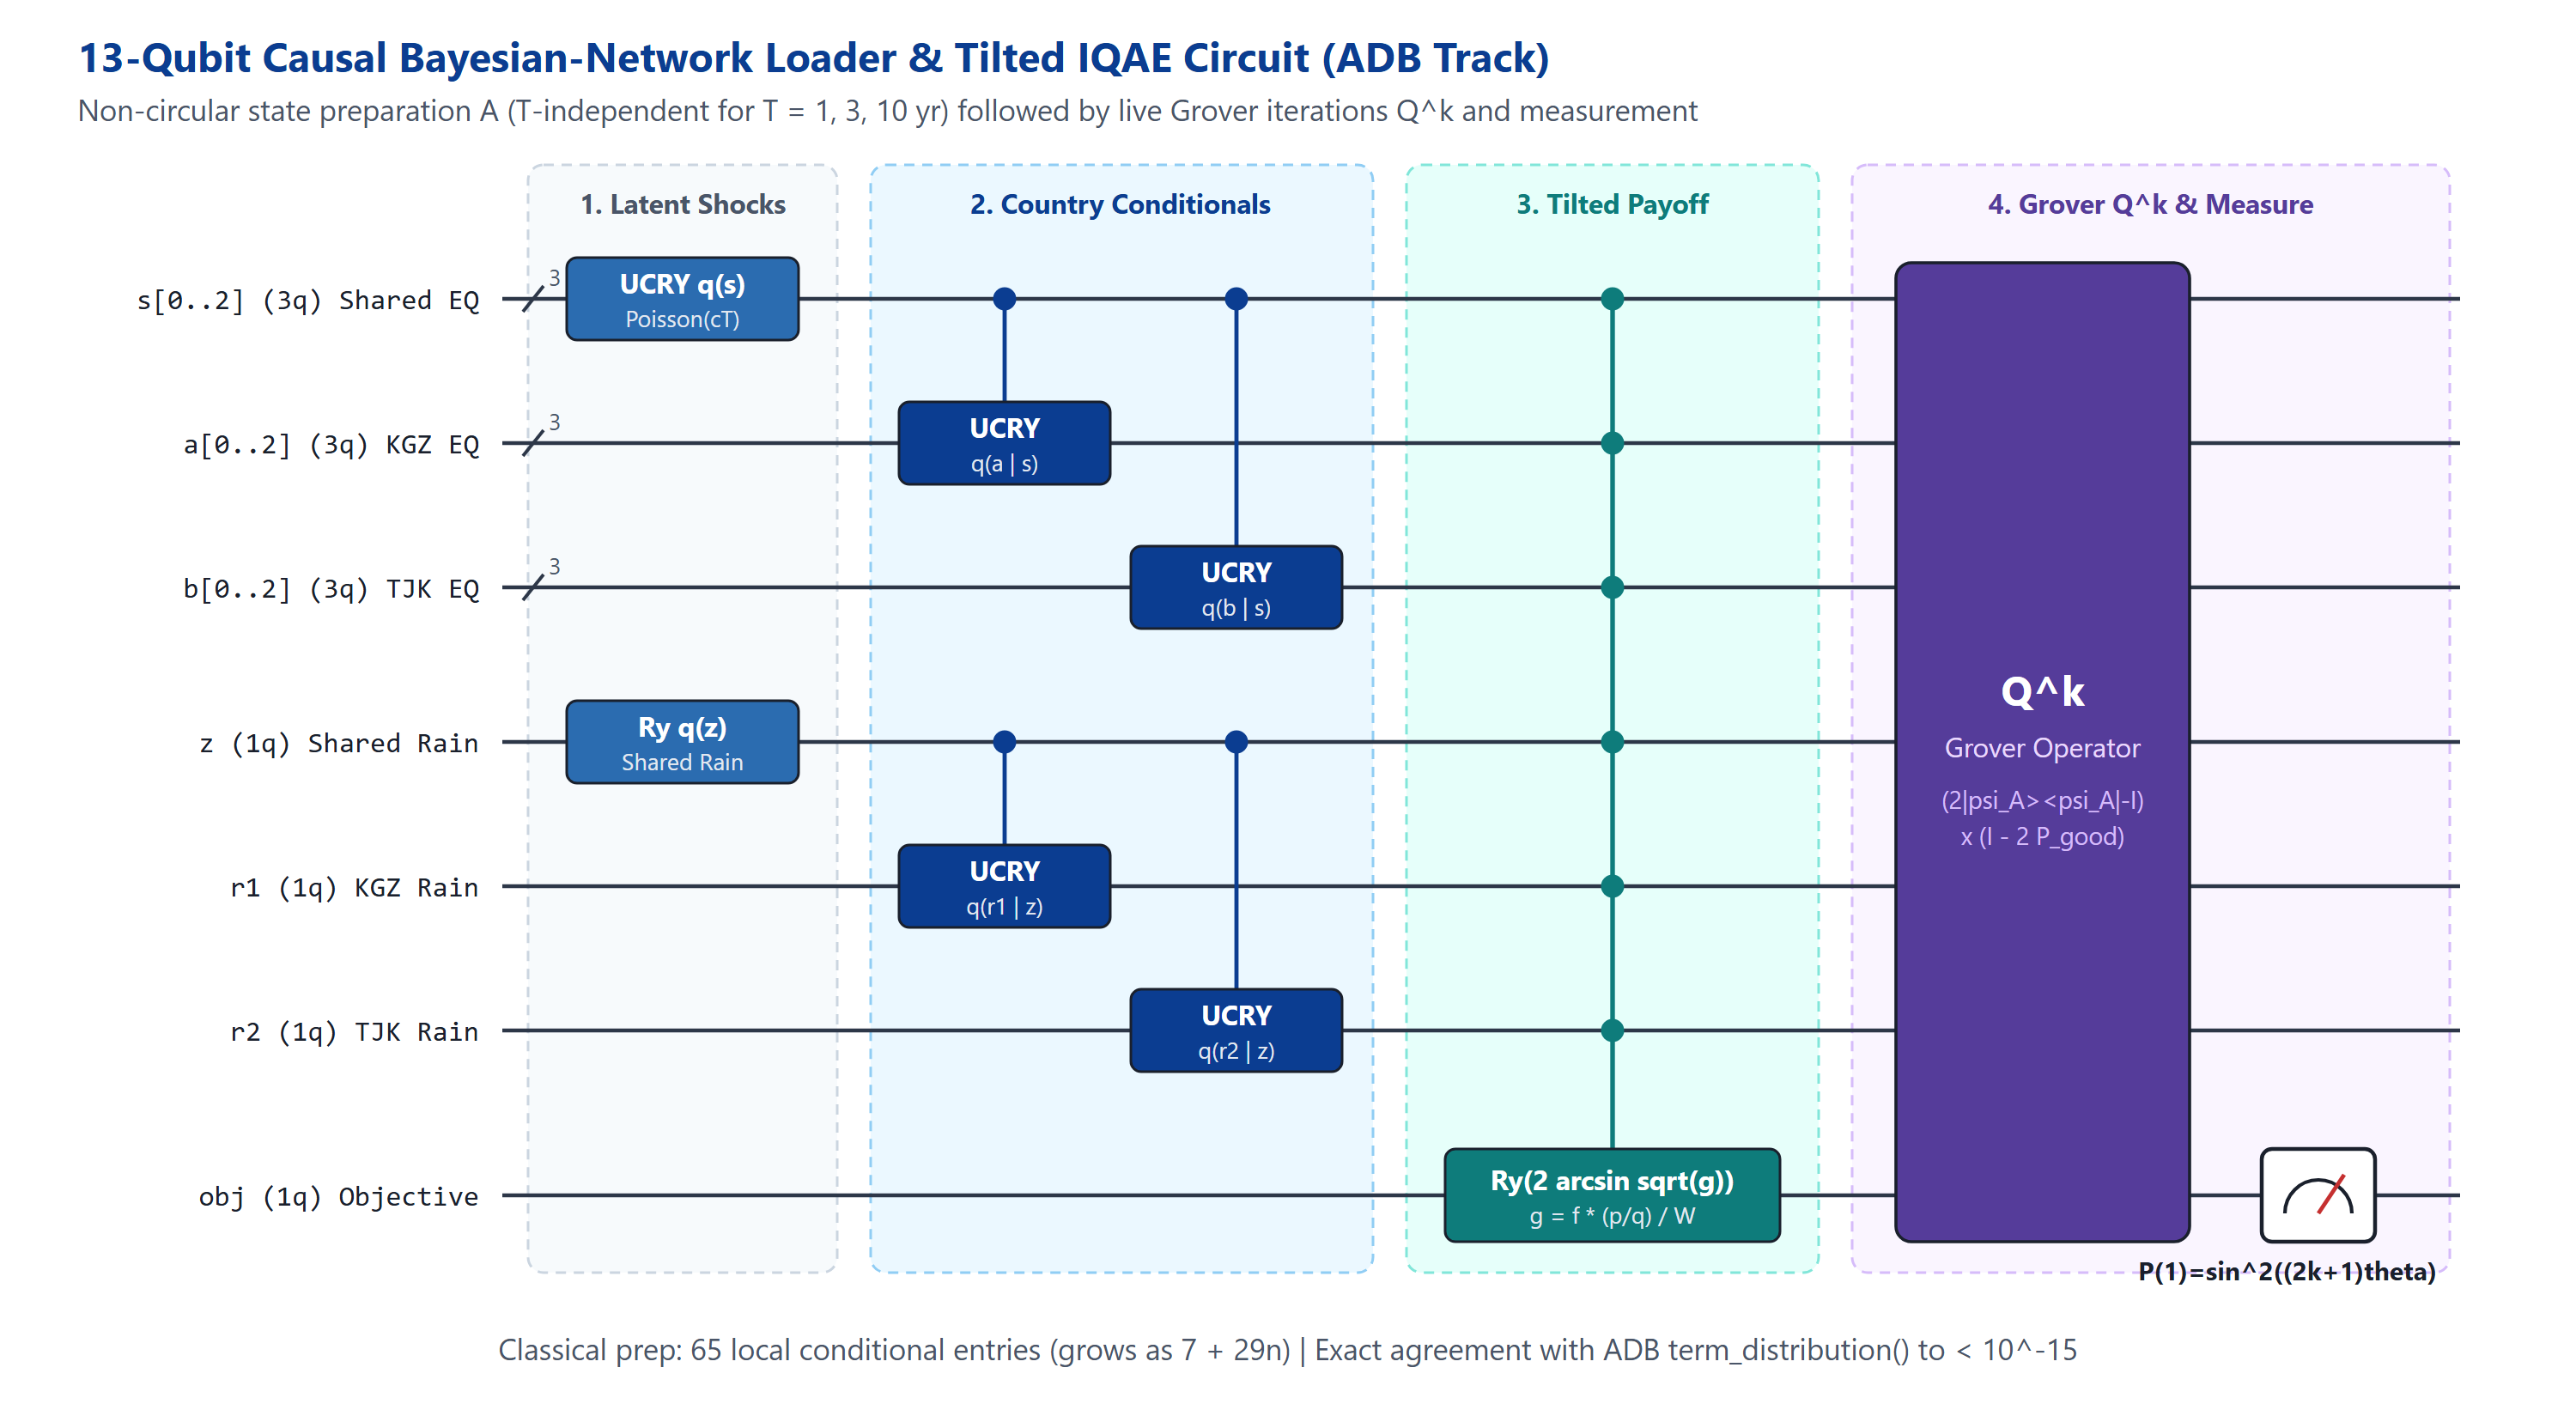 13-Qubit Causal Bayesian-Network Loader & Tilted IQAE Circuit (ADB Track)
Non-circular state preparation A (T-independent for T = 1, 3, 10 yr) followed by live Grover iterations Q^k and measurement
1. Latent Shocks
2. Country Conditionals
3. Tilted Payoff
4. Grover Q^k & Measure
s[0..2] (3q) Shared EQ
3
UCRY q(s)
Poisson(cT)
a[0..2] (3q) KGZ EQ
3
UCRY
q(a | s)
b[0..2] (3q) TJK EQ
3
UCRY
q(b | s)
z (1q) Shared Rain
Ry q(z)
Shared Rain
Q^k
Grover Operator
(2|psi_A><psi_A|-I)
x (I - 2 P_good)
r1 (1q) KGZ Rain
UCRY
q(r1 | z)
r2 (1q) TJK Rain
UCRY
q(r2 | z)
obj (1q) Objective
Ry(2 arcsin sqrt(g))
g = f * (p/q) / W
P(1)=sin^2((2k+1)theta)
Classical prep: 65 local conditional entries (grows as 7 + 29n) | Exact agreement with ADB term_distribution() to < 10^-15